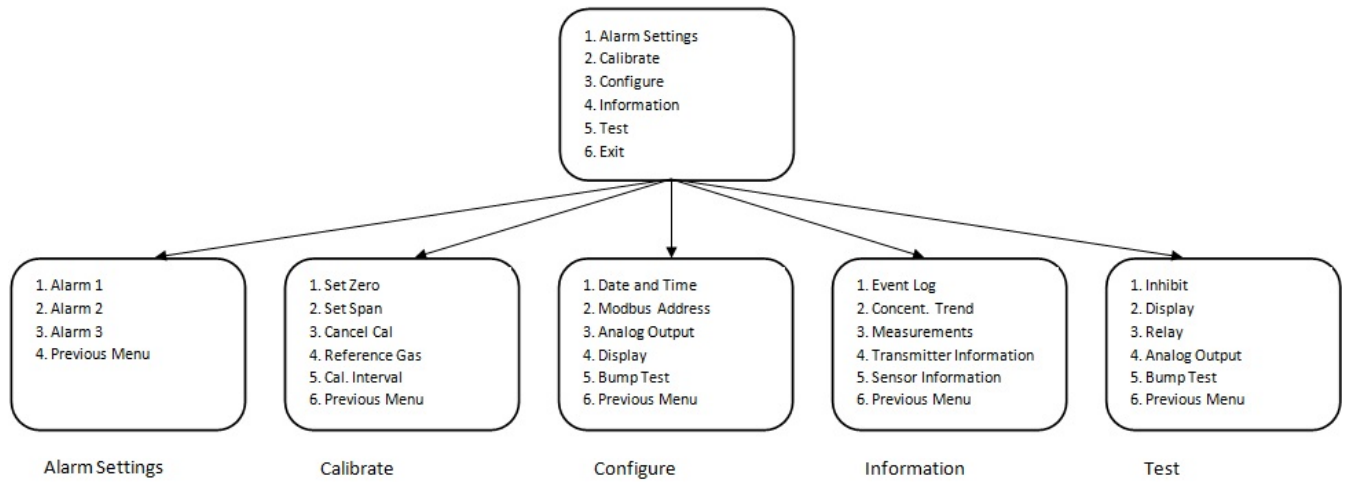 1. Alarm Settings
2. Calibrate
3. Configure
4. Information
5. Test
6. Exit
1. Alarm 1
2. Alarm 2
3. Alarm 3
4. Previous Menu
1. Set Zero
2. Set Span
3. Cancel Cal
4. Reference Gas
5. Cal. Interval
6. Previous Menu
1. Date and Time
2. Modbus Address
3. Analog Output
4. Display
5. Bump Test
6. Previous Menu
1. Event Log
2. Concent. Trend
3. Measurements
4. Transmitter Information
5. Sensor Information
6. Previous Menu
1. Inhibit
2. Display
3. Relay
4. Analog Output
5. Bump Test
6. Previous Menu
Alarm Settings
Calibrate
Configure
Information
Test